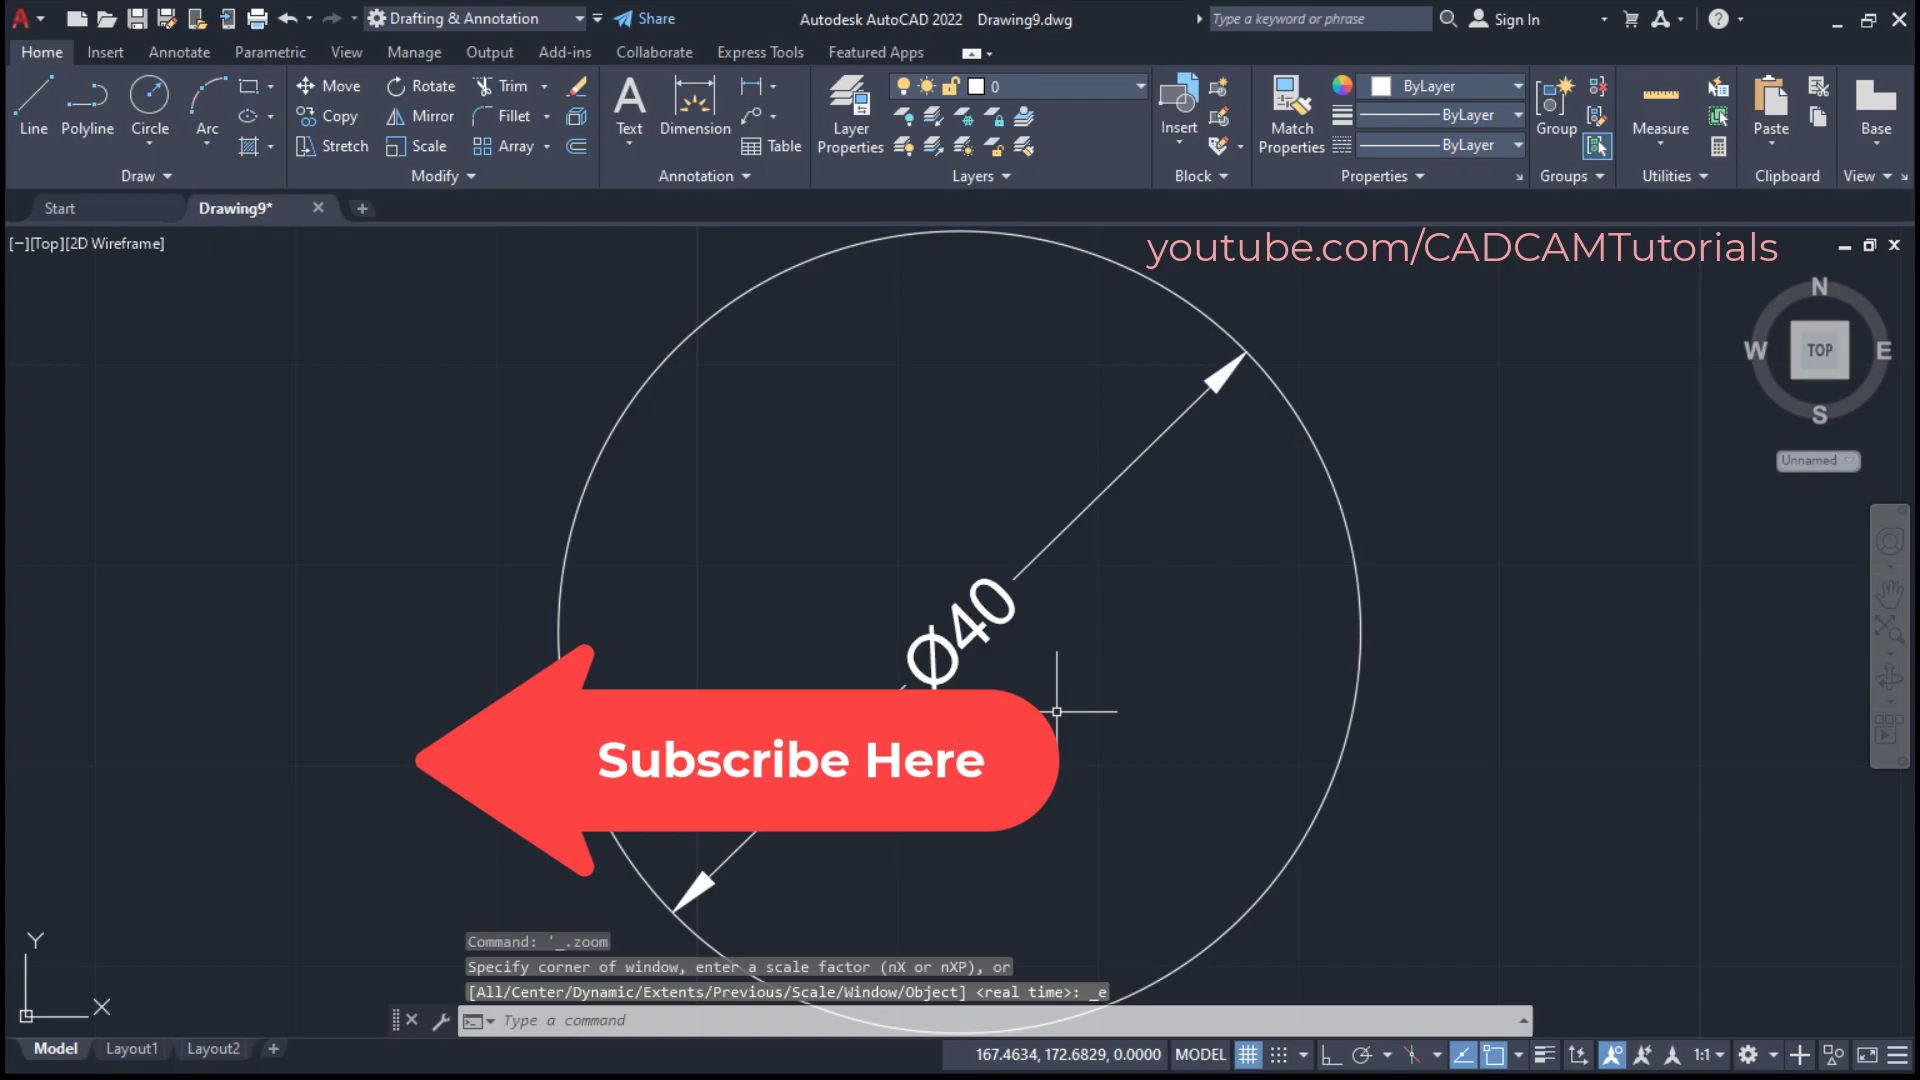 Drafting & Annotation
Share
Autodesk AutoCAD 2022 Drawing9.dwg
Type a keyword or phrase
Sign In
Home Insert Annotate Parametric View Manage Output Add-ins Collaborate Express Tools Featured Apps
Line Polyline Circle Arc
Draw
Move Rotate Trim
Copy Mirror Fillet
Stretch Scale Array
Modify
Text Dimension Table
Annotation
Layer Properties
0
Layers
Insert
Block
Match Properties
ByLayer
ByLayer
ByLayer
Properties
Group
Groups
Measure
Utilities
Paste
Clipboard
Base
View
Start Drawing9*
[−][Top][2D Wireframe]
youtube.com/CADCAMTutorials
N
W TOP E
S
Unnamed
Ø40
Subscribe Here
Y
X
Command: '_.zoom
Specify corner of window, enter a scale factor (nX or nXP), or
[All/Center/Dynamic/Extents/Previous/Scale/Window/Object] <real time>: _e
Type a command
Model Layout1 Layout2
167.4634, 172.6829, 0.0000 MODEL 1:1